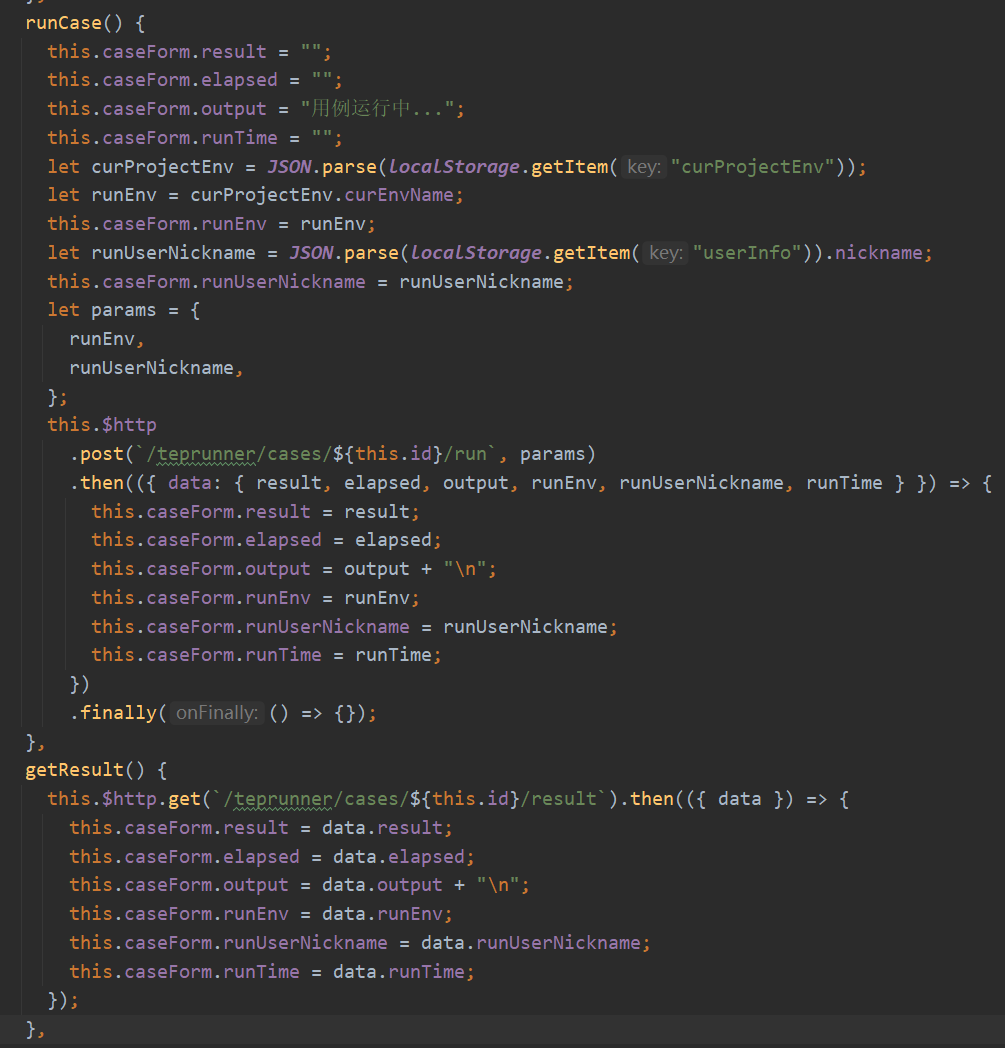 },
runCase() {
this.caseForm.result = "";
this.caseForm.elapsed = "";
this.caseForm.output = "用例运行中...";
this.caseForm.runTime = "";
let curProjectEnv = JSON.parse(localStorage.getItem( key: "curProjectEnv"));
let runEnv = curProjectEnv.curEnvName;
this.caseForm.runEnv = runEnv;
let runUserNickname = JSON.parse(localStorage.getItem( key: "userInfo")).nickname;
this.caseForm.runUserNickname = runUserNickname;
let params = {
runEnv,
runUserNickname,
};
this.$http
.post(`/teprunner/cases/${this.id}/run`, params)
.then(({ data: { result, elapsed, output, runEnv, runUserNickname, runTime } }) => {
this.caseForm.result = result;
this.caseForm.elapsed = elapsed;
this.caseForm.output = output + "\n";
this.caseForm.runEnv = runEnv;
this.caseForm.runUserNickname = runUserNickname;
this.caseForm.runTime = runTime;
})
.finally( onFinally: () => {});
},
getResult() {
this.$http.get(`/teprunner/cases/${this.id}/result`).then(({ data }) => {
this.caseForm.result = data.result;
this.caseForm.elapsed = data.elapsed;
this.caseForm.output = data.output + "\n";
this.caseForm.runEnv = data.runEnv;
this.caseForm.runUserNickname = data.runUserNickname;
this.caseForm.runTime = data.runTime;
});
},